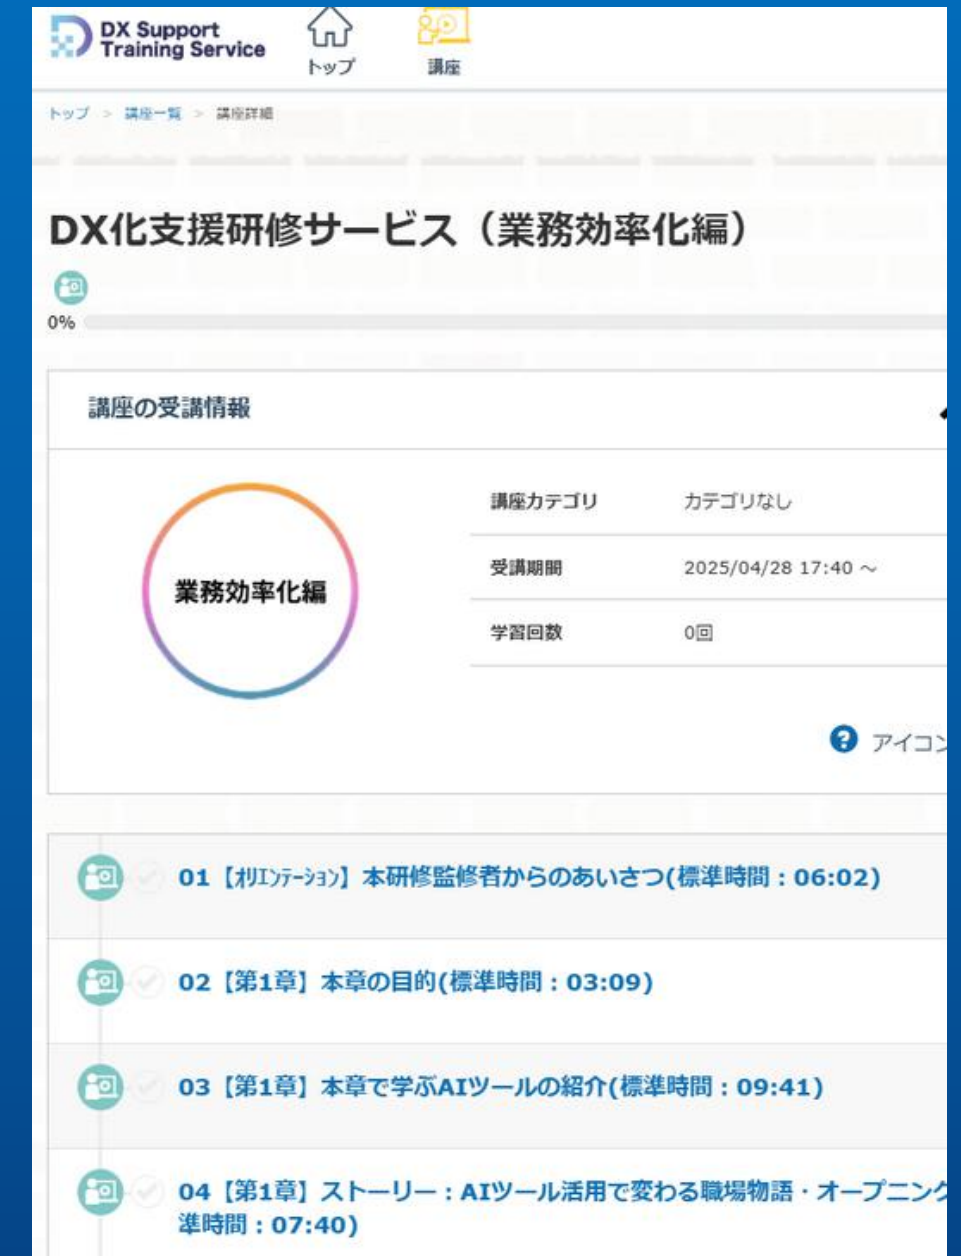 DX Support
Training Service
トップ
講座
トップ > 講座一覧 > 講座詳細
DX化支援研修サービス（業務効率化編）
0%
講座の受講情報
業務効率化編
講座カテゴリ カテゴリなし
受講期間 2025/04/28 17:40 ～
学習回数 0回
? アイコン
01【ｵﾘｴﾝﾃｰｼｮﾝ】本研修監修者からのあいさつ(標準時間：06:02)
02【第1章】本章の目的(標準時間：03:09)
03【第1章】本章で学ぶAIツールの紹介(標準時間：09:41)
04【第1章】ストーリー：AIツール活用で変わる職場物語・オープニング
準時間：07:40)